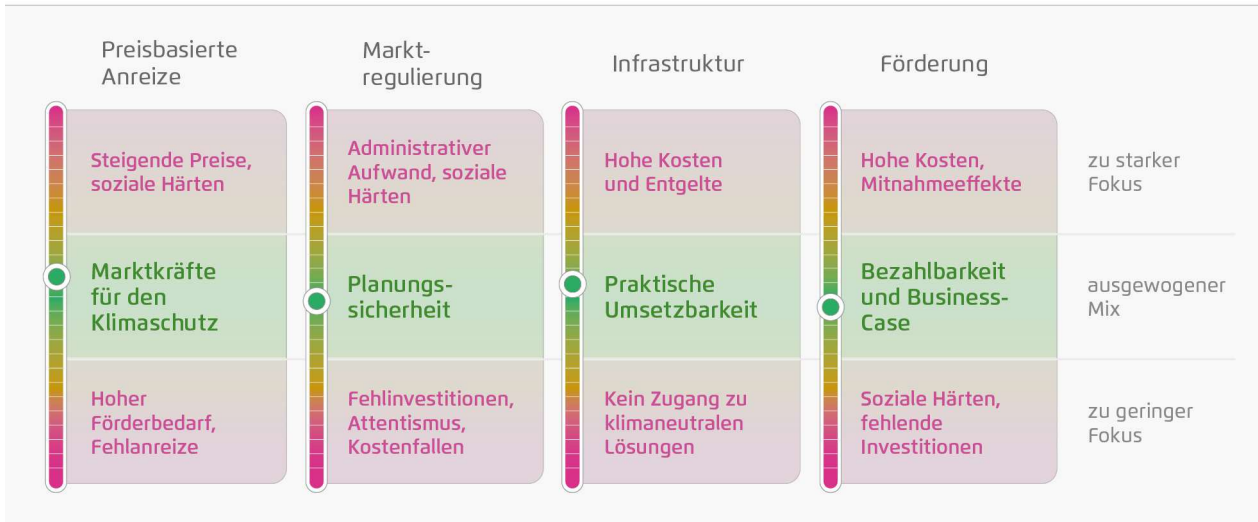 Preisbasierte
Anreize
Markt-
regulierung
Infrastruktur
Förderung
Steigende Preise,
soziale Härten
Administrativer
Aufwand, soziale
Härten
Hohe Kosten
und Entgelte
Hohe Kosten,
Mitnahmeeffekte
zu starker
Fokus
Marktkräfte
für den
Klimaschutz
Planungs-
sicherheit
Praktische
Umsetzbarkeit
Bezahlbarkeit
und Business-
Case
ausgewogener
Mix
Hoher
Förderbedarf,
Fehlanreize
Fehlinvestitionen,
Attentismus,
Kostenfallen
Kein Zugang zu
klimaneutralen
Lösungen
Soziale Härten,
fehlende
Investitionen
zu geringer
Fokus